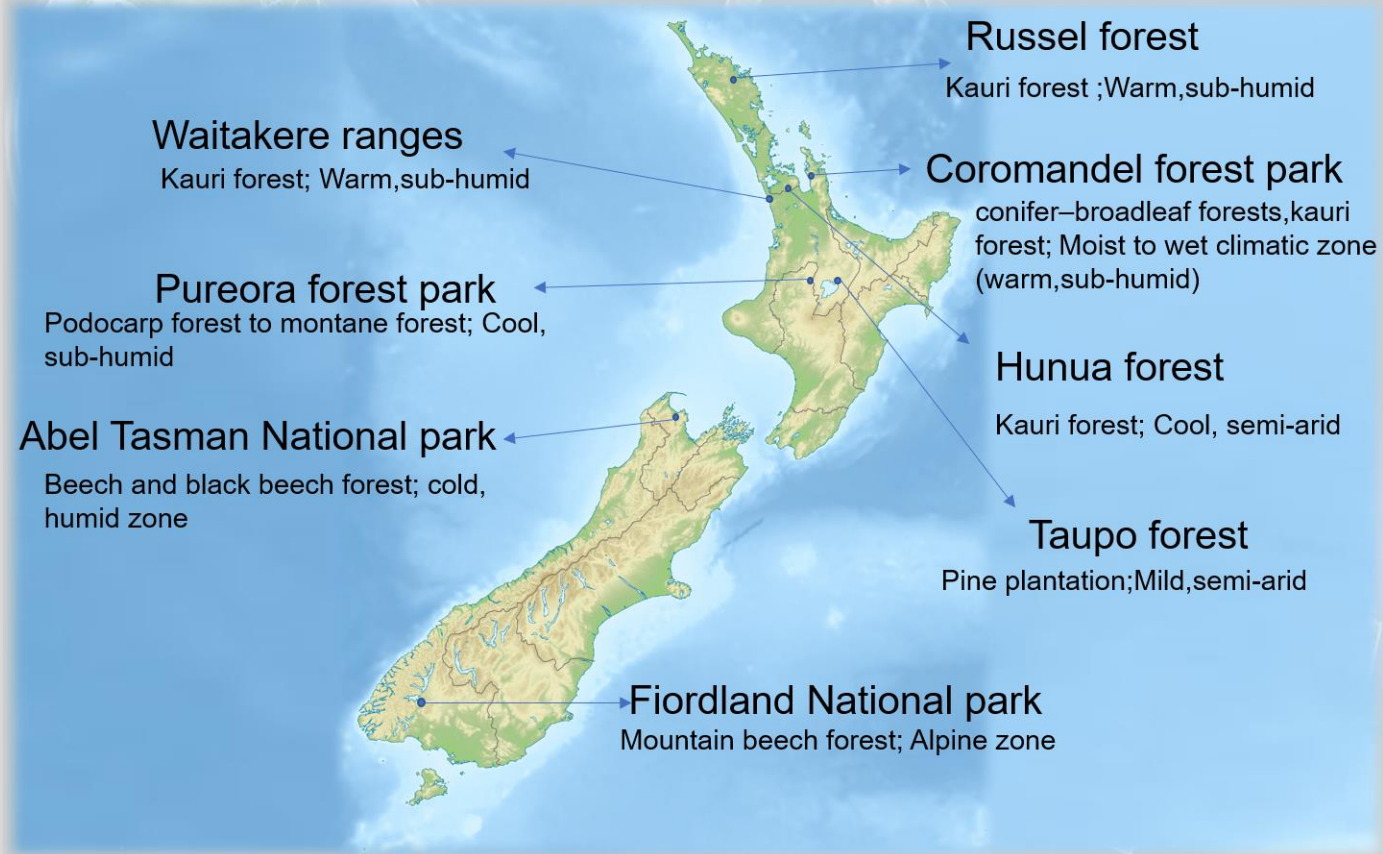 Russel forest
Kauri forest ;Warm,sub-humid
Waitakere ranges
Kauri forest; Warm,sub-humid
Coromandel forest park
conifer–broadleaf forests,kauri
forest; Moist to wet climatic zone
(warm,sub-humid)
Pureora forest park
Podocarp forest to montane forest; Cool,
sub-humid
Hunua forest
Kauri forest; Cool, semi-arid
Abel Tasman National park
Beech and black beech forest; cold,
humid zone
Taupo forest
Pine plantation;Mild,semi-arid
Fiordland National park
Mountain beech forest; Alpine zone